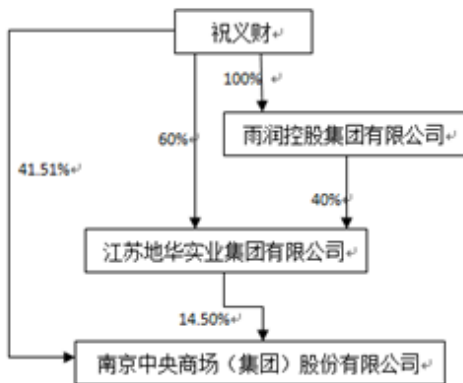 祝义财
100%
雨润控股集团有限公司
60%
41.51%
40%
江苏地华实业集团有限公司
14.50%
南京中央商场（集团）股份有限公司